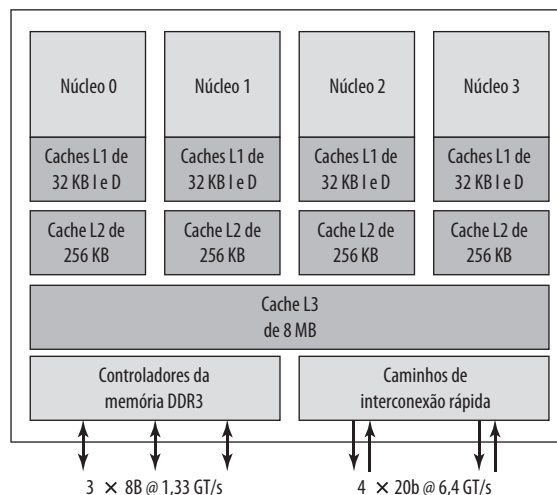 Núcleo 0
Núcleo 1
Núcleo 2
Núcleo 3
Caches L1 de
32 KB I e D
Caches L1 de
32 KB I e D
Caches L1 de
32 KB I e D
Caches L1 de
32 KB I e D
Cache L2 de
256 KB
Cache L2 de
256 KB
Cache L2 de
256 KB
Cache L2 de
256 KB
Cache L3
de 8 MB
Controladores da
memória DDR3
Caminhos de
interconexão rápida
3 × 8B @ 1,33 GT/s
4 × 20b @ 6,4 GT/s